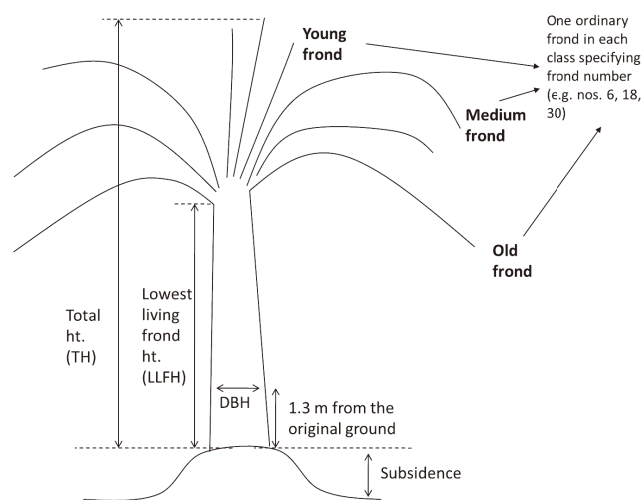 Young
frond
One ordinary
frond in each
class specifying
frond number
(e.g. nos. 6, 18,
30)
Medium
frond
Old
frond
Total
ht.
(TH)
Lowest
living
frond
ht.
(LLFH)
DBH
1.3 m from the
original ground
Subsidence